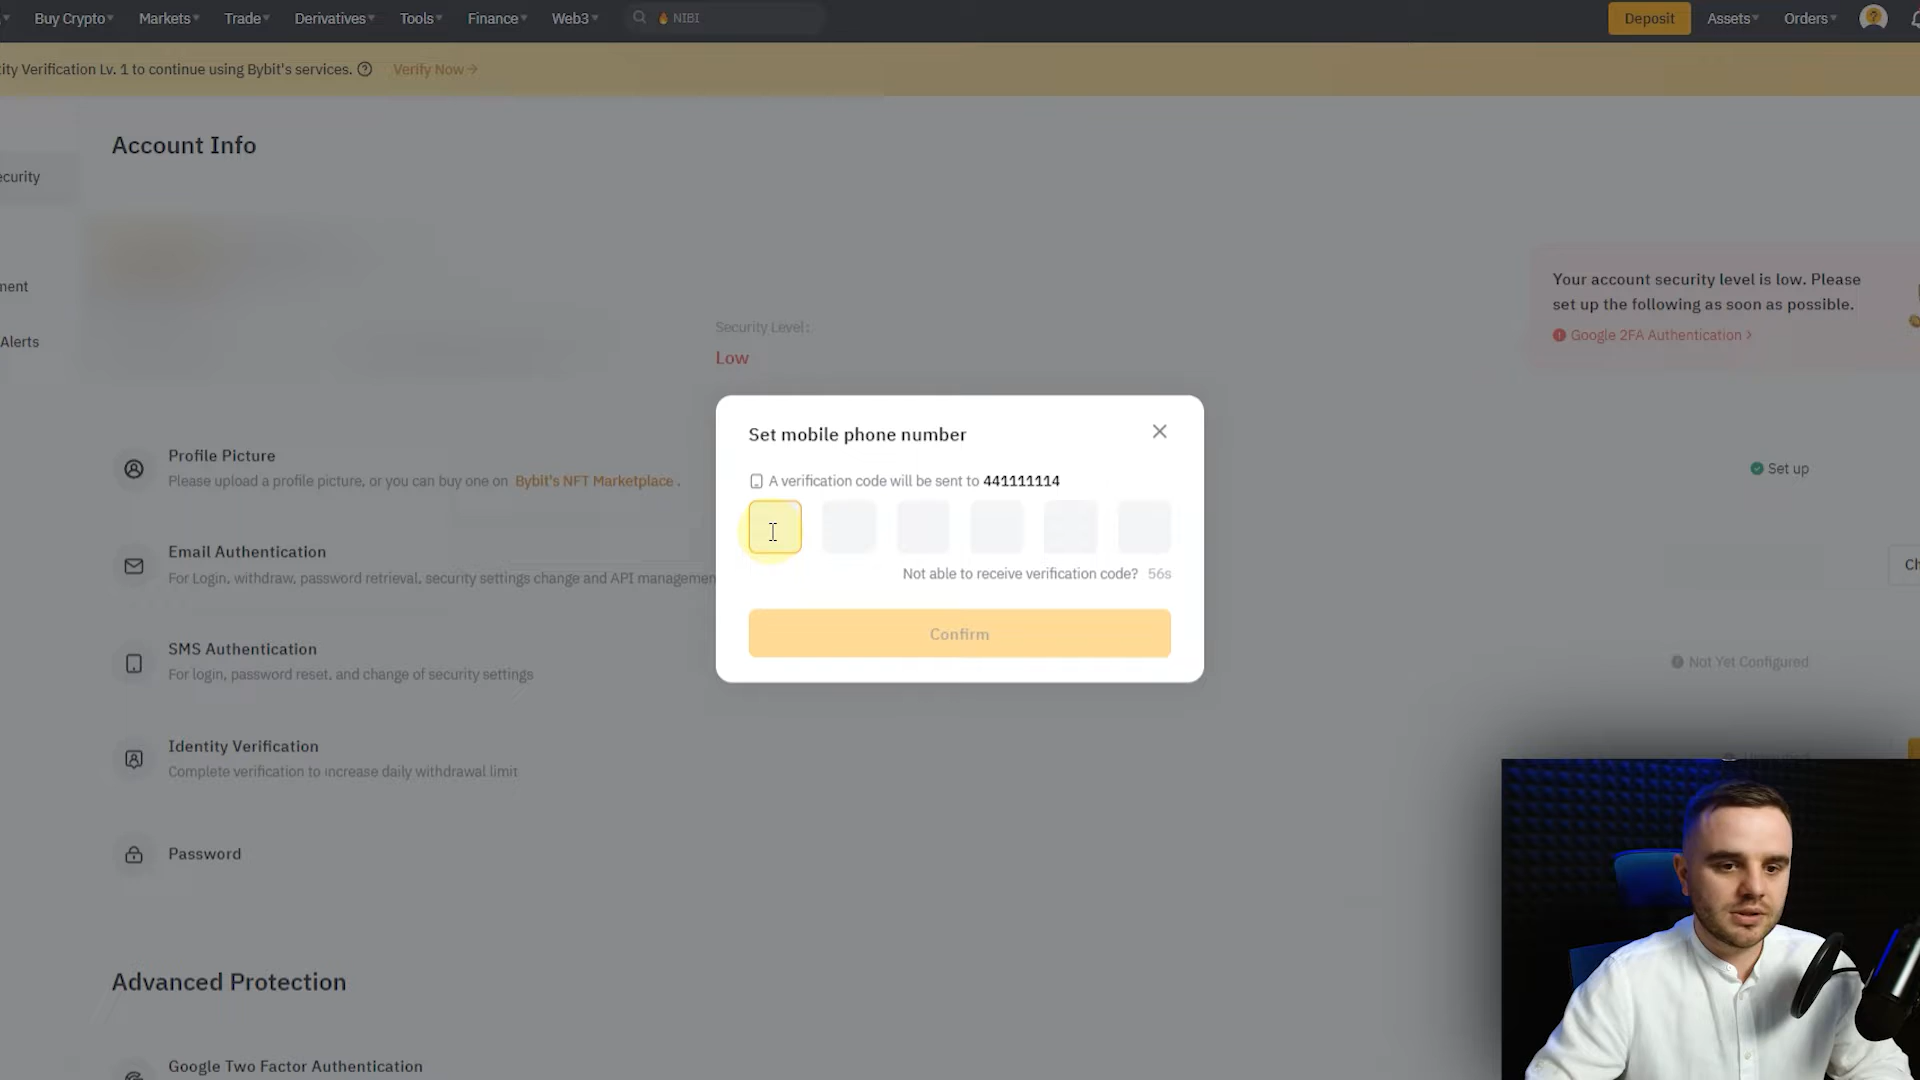 Buy Crypto Markets Trade Derivatives Tools Finance Web3 NIBI Deposit Assets Orders
ity Verification Lv. 1 to continue using Bybit's services. Verify Now
Account Info
ecurity
ment
Alerts
Security Level:
Low
Your account security level is low. Please
set up the following as soon as possible.
Google 2FA Authentication
Set mobile phone number
A verification code will be sent to 441111114
Not able to receive verification code? 56s
Confirm
Profile Picture
Please upload a profile picture, or you can buy one on Bybit's NFT Marketplace .
Set up
Email Authentication
For Login, withdraw, password retrieval, security settings change and API managemen
Ch
SMS Authentication
For login, password reset, and change of security settings
Not Yet Configured
Identity Verification
Complete verification to increase daily withdrawal limit
Password
Advanced Protection
Google Two Factor Authentication